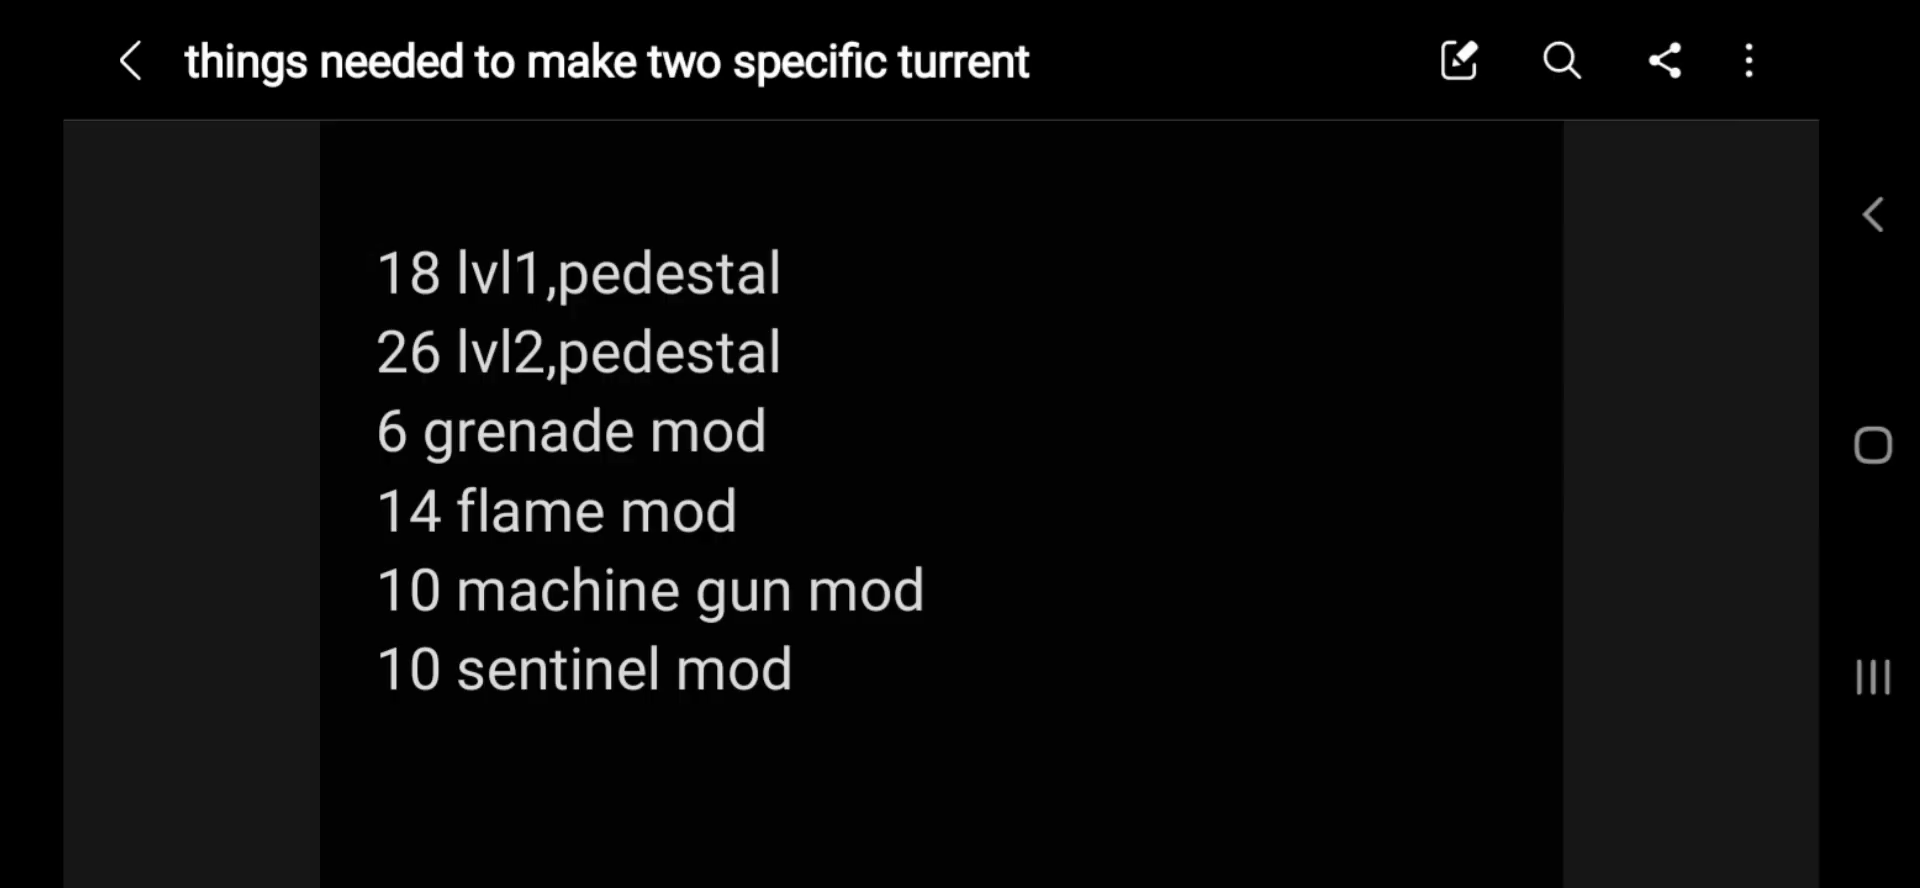 things needed to make two specific turrent
18 lvl1,pedestal
26 lvl2,pedestal
6 grenade mod
14 flame mod
10 machine gun mod
10 sentinel mod